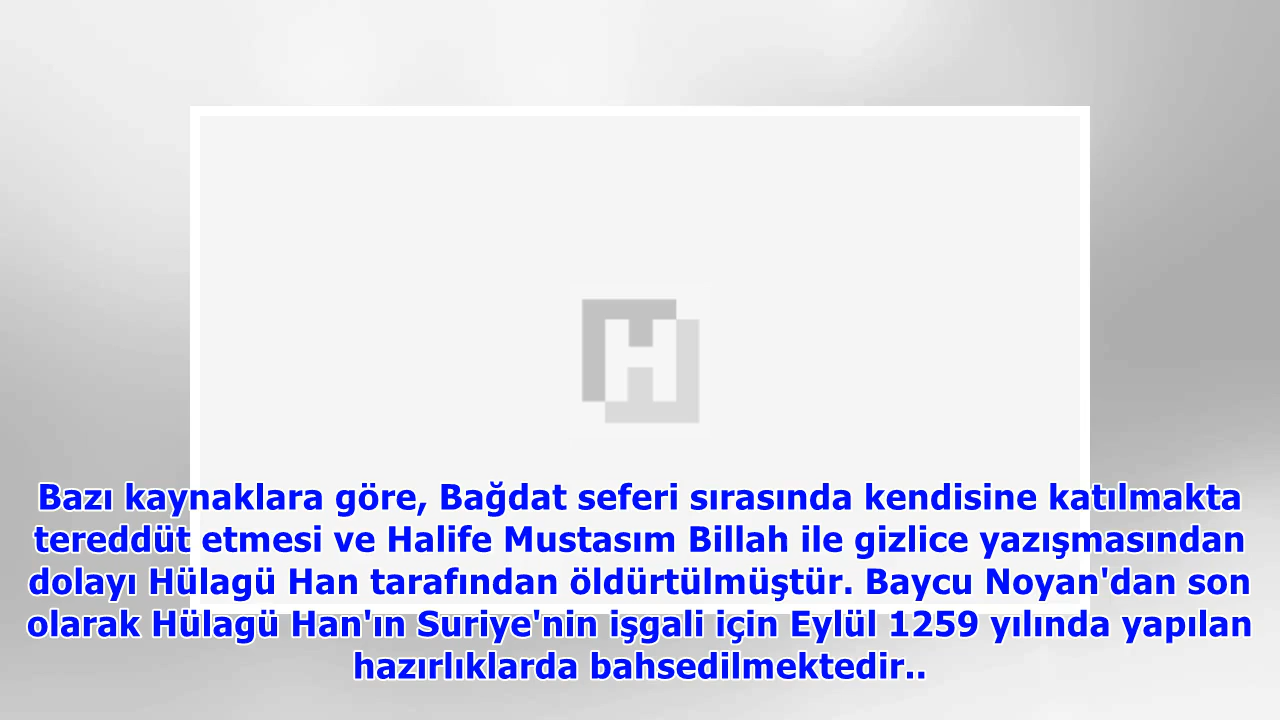 Bazı kaynaklara göre, Bağdat seferi sırasında kendisine katılmakta
tereddüt etmesi ve Halife Mustasım Billah ile gizlice yazışmasından
dolayı Hülagü Han tarafından öldürtülmüştür. Baycu Noyan'dan son
olarak Hülagü Han'ın Suriye'nin işgali için Eylül 1259 yılında yapılan
hazırlıklarda bahsedilmektedir..